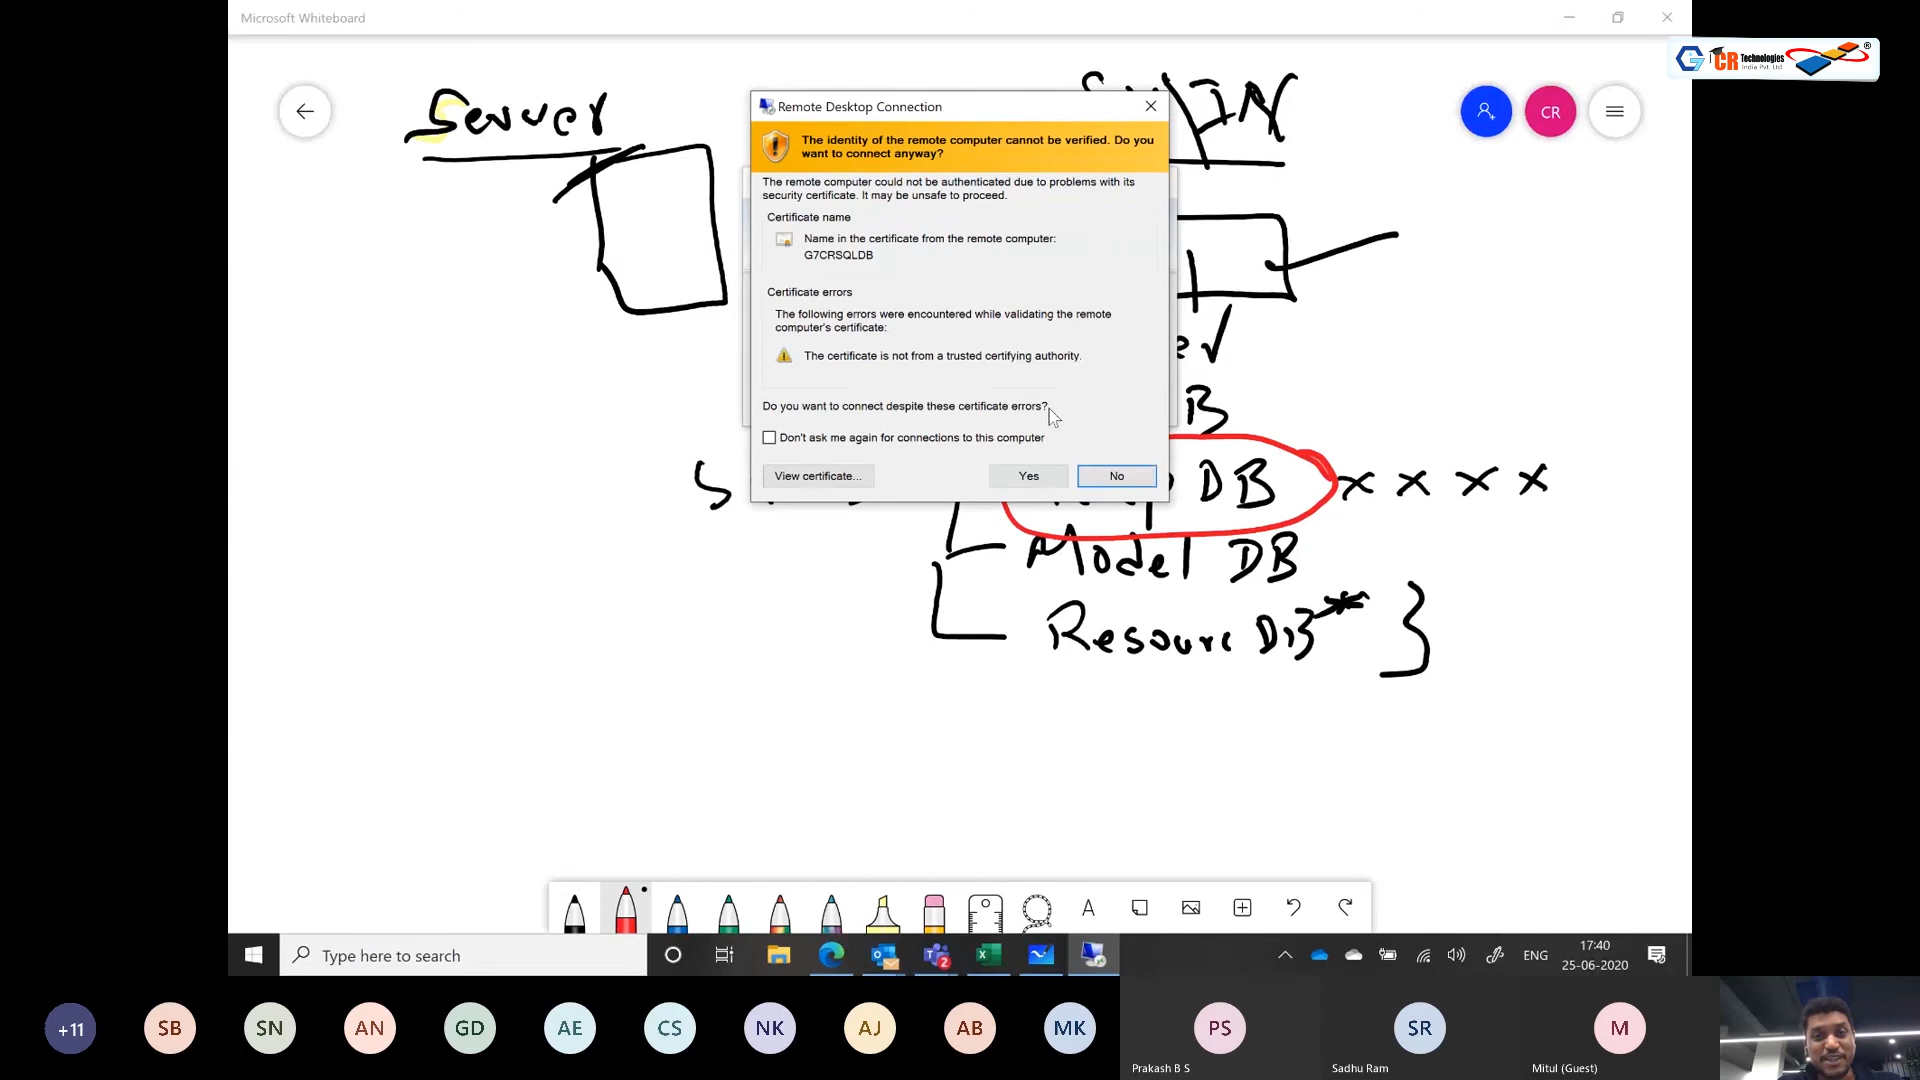 Microsoft Whiteboard
G7 CR Technologies
India Pvt. Ltd.
®
Server
CR
Remote Desktop Connection
The identity of the remote computer cannot be verified. Do you
want to connect anyway?
The remote computer could not be authenticated due to problems with its
security certificate. It may be unsafe to proceed.
Certificate name
Name in the certificate from the remote computer:
G7CRSQLDB
Certificate errors
The following errors were encountered while validating the remote
computer's certificate:
The certificate is not from a trusted certifying authority.
Do you want to connect despite these certificate errors?
Don't ask me again for connections to this computer
View certificate...
Yes
No
B
DB x x x x
Model DB
Resource DB*
Type here to search
2
ENG
17:40
25-06-2020
+11
SB
SN
AN
GD
AE
CS
NK
AJ
AB
MK
PS
SR
M
Prakash B S
Sadhu Ram
Mitul (Guest)